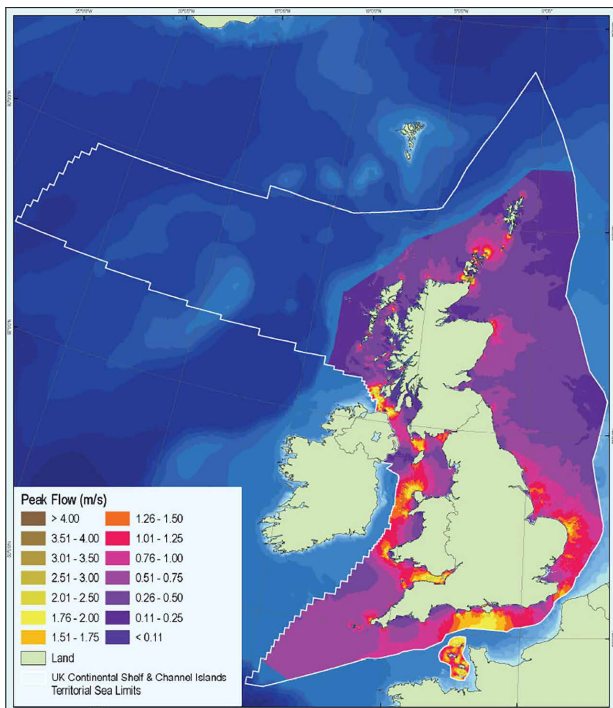 Peak Flow (m/s)
> 4.00
3.51 - 4.00
3.01 - 3.50
2.51 - 3.00
2.01 - 2.50
1.76 - 2.00
1.51 - 1.75
1.26 - 1.50
1.01 - 1.25
0.76 - 1.00
0.51 - 0.75
0.26 - 0.50
0.11 - 0.25
< 0.11
Land
UK Continental Shelf & Channel Islands
Territorial Sea Limits